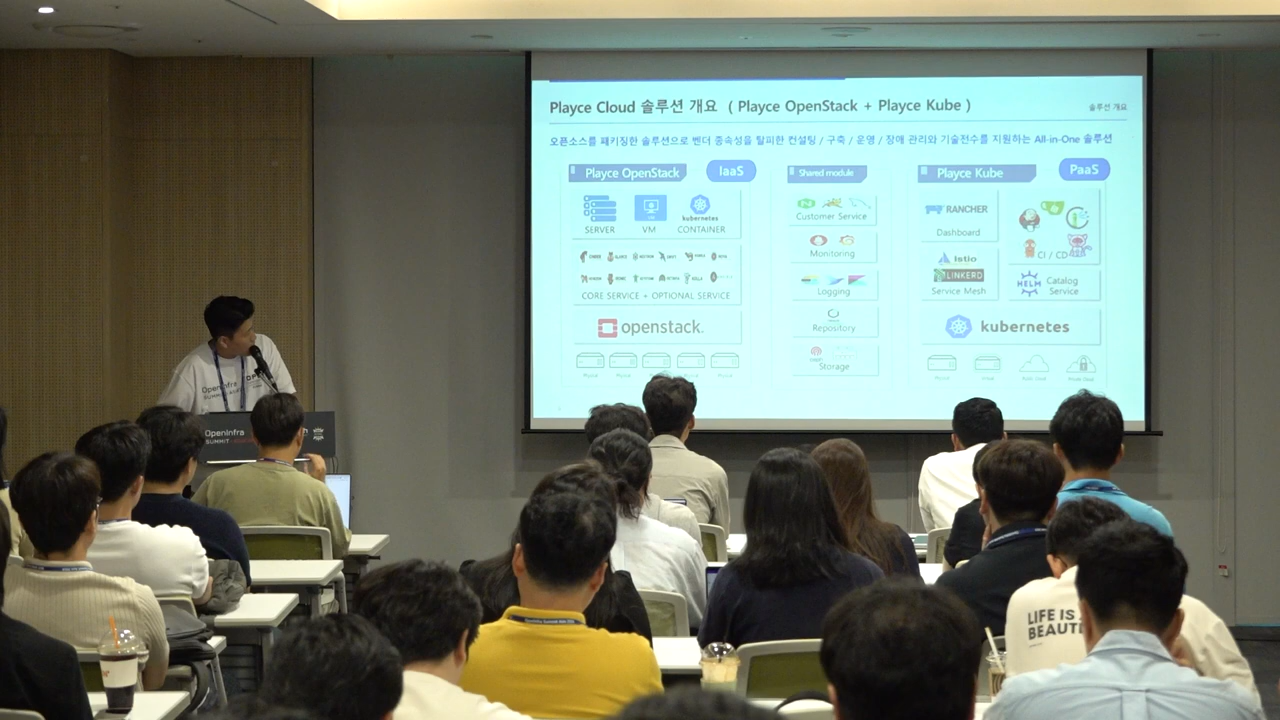 Playce Cloud 솔루션 개요 ( Playce OpenStack + Playce Kube )
솔루션 개요
오픈소스를 패키징한 솔루션으로 벤더 종속성을 탈피한 컨설팅 / 구축 / 운영 / 장애 관리와 기술전수를 지원하는 All-in-One 솔루션
Playce OpenStack
IaaS
SERVER
VM
kubernetes
CONTAINER
CORE SERVICE + OPTIONAL SERVICE
openstack.
Shared module
Customer Service
Monitoring
Logging
Repository
Storage
Playce Kube
PaaS
RANCHER
Dashboard
CI / CD
Istio
LINKERD
Service Mesh
HELM
Catalog
Service
kubernetes
OpenInfra
SUMMIT
OpenInfra
SUMMIT
LIFE IS